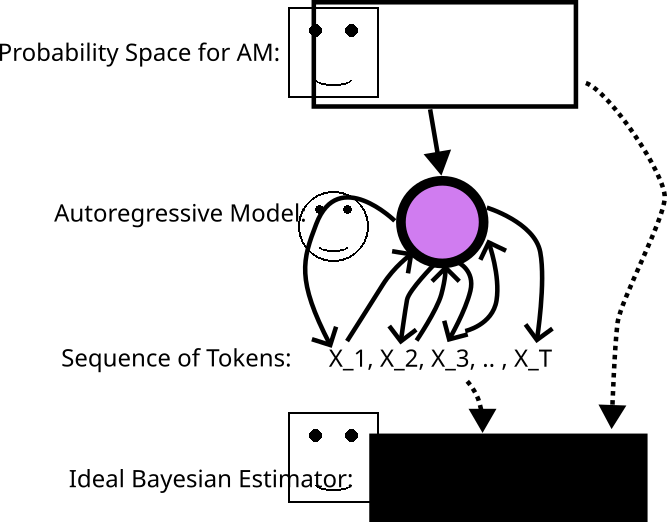 Probability Space for AM:
Autoregressive Model:
Sequence of Tokens:
X_1, X_2, X_3, .. , X_T
Ideal Bayesian Estimator: